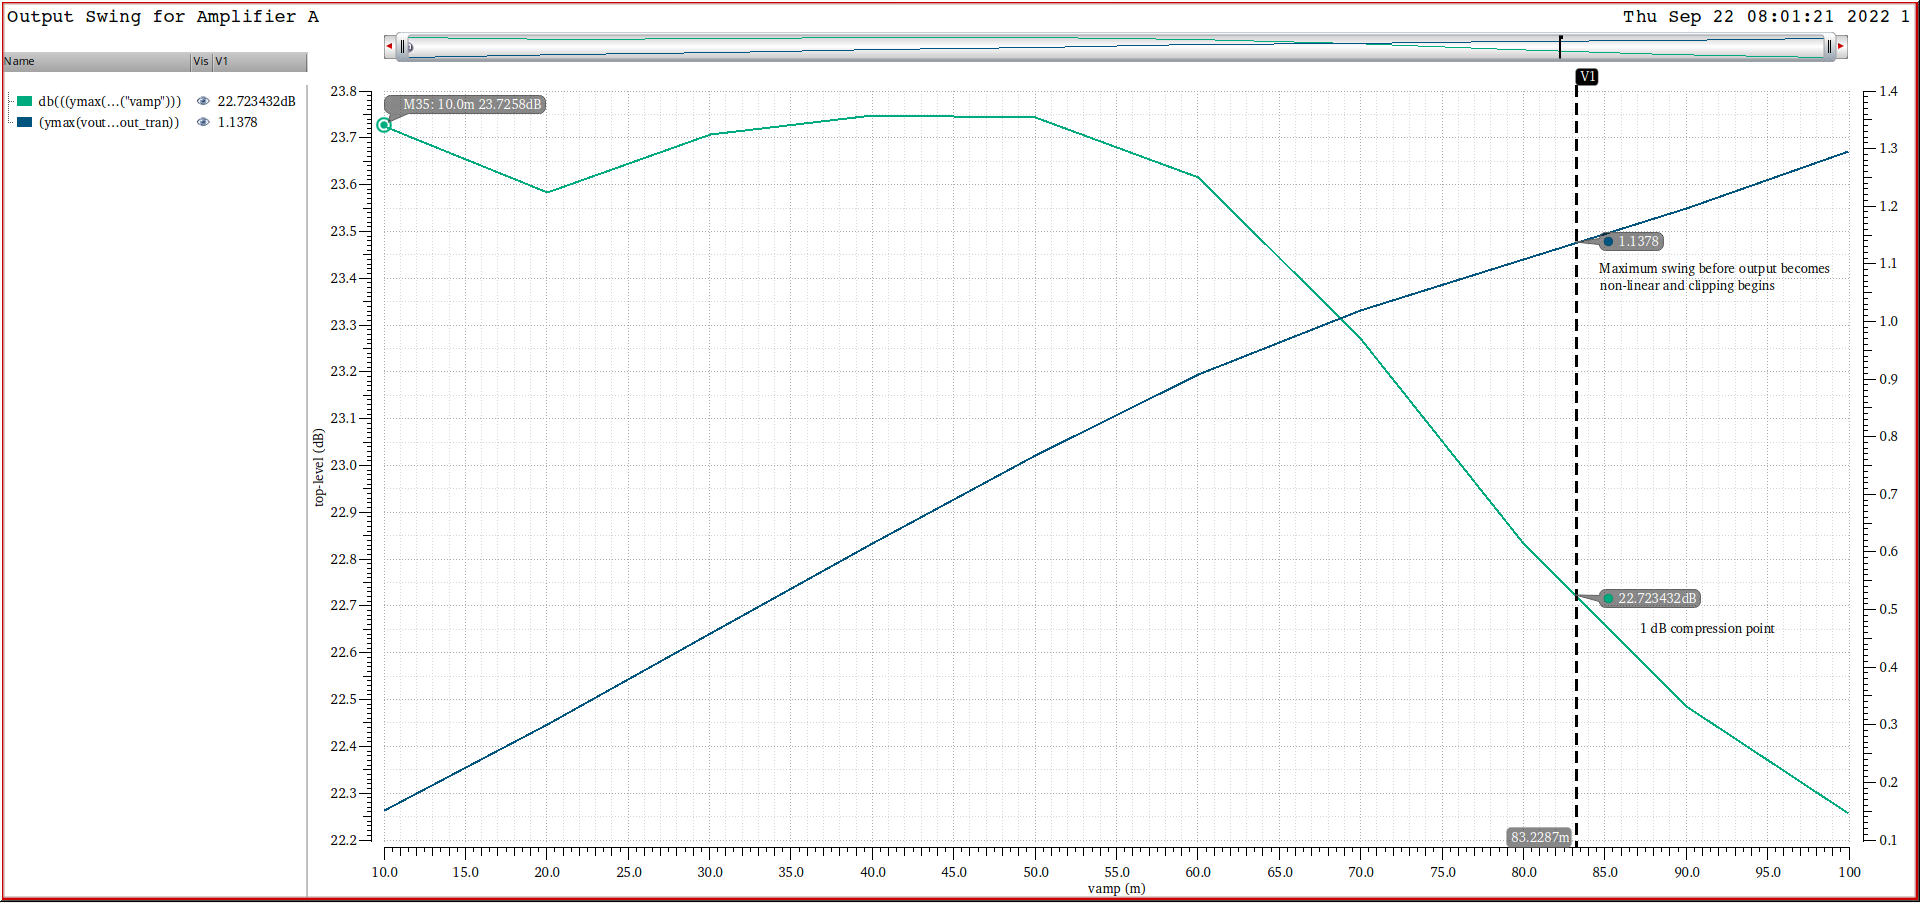 Output Swing for Amplifier A
Thu Sep 22 08:01:21 2022 1
Name Vis V1
db(((ymax(...("vamp"))) 22.723432dB
(ymax(vout...out_tran)) 1.1378
V1
M35: 10.0m 23.7258dB
23.8
23.7
23.6
23.5
23.4
23.3
23.2
23.1
23.0
22.9
22.8
22.7
22.6
22.5
22.4
22.3
22.2
top-level (dB)
1.4
1.3
1.2
1.1
1.0
0.9
0.8
0.7
0.6
0.5
0.4
0.3
0.2
0.1
1.1378
Maximum swing before output becomes
non-linear and clipping begins
22.723432dB
1 dB compression point
83.2287m
10.0 15.0 20.0 25.0 30.0 35.0 40.0 45.0 50.0 55.0 60.0 65.0 70.0 75.0 80.0 85.0 90.0 95.0 100
vamp (m)